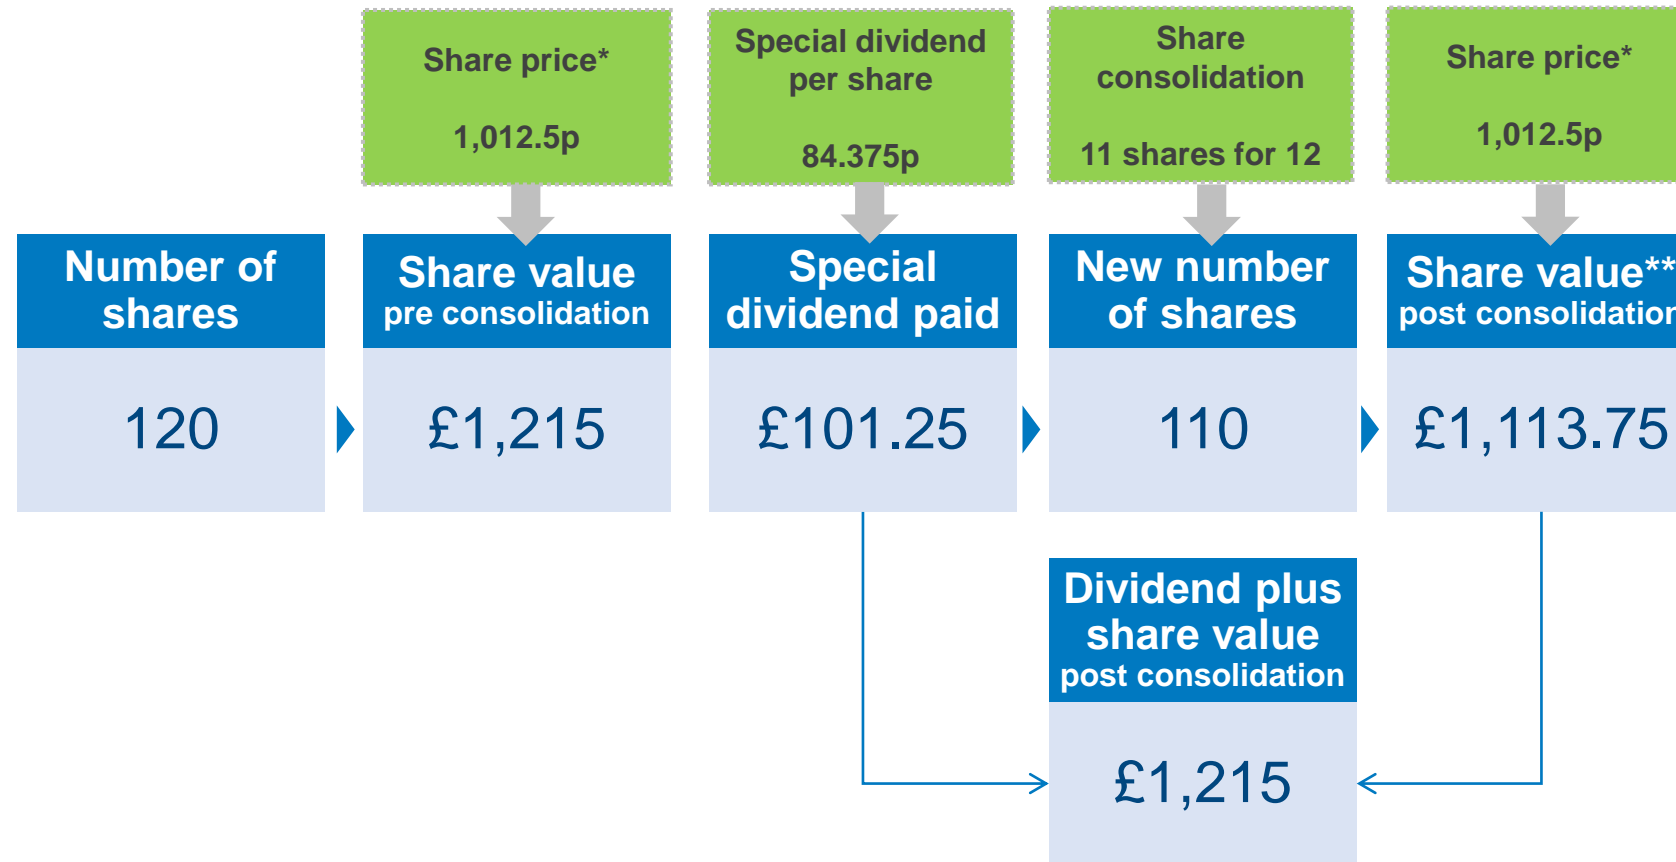 Share price*
1,012.5p
Special dividend
per share
84.375p
Share
consolidation
11 shares for 12
Share price*
1,012.5p
Number of
shares
120
Share value
pre consolidation
£1,215
Special
dividend paid
£101.25
New number
of shares
110
Share value**
post consolidation
£1,113.75
Dividend plus
share value
post consolidation
£1,215